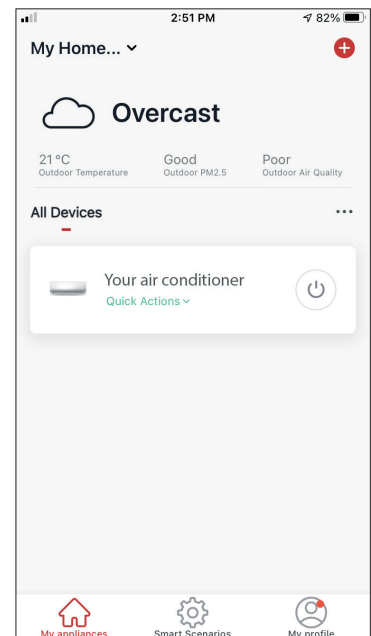 2:51 PM
82%
My Home...
Overcast
21 °C Good Poor
Outdoor Temperature Outdoor PM2.5 Outdoor Air Quality
All Devices
Your air conditioner
Quick Actions
My appliances Smart Scenarios My profile